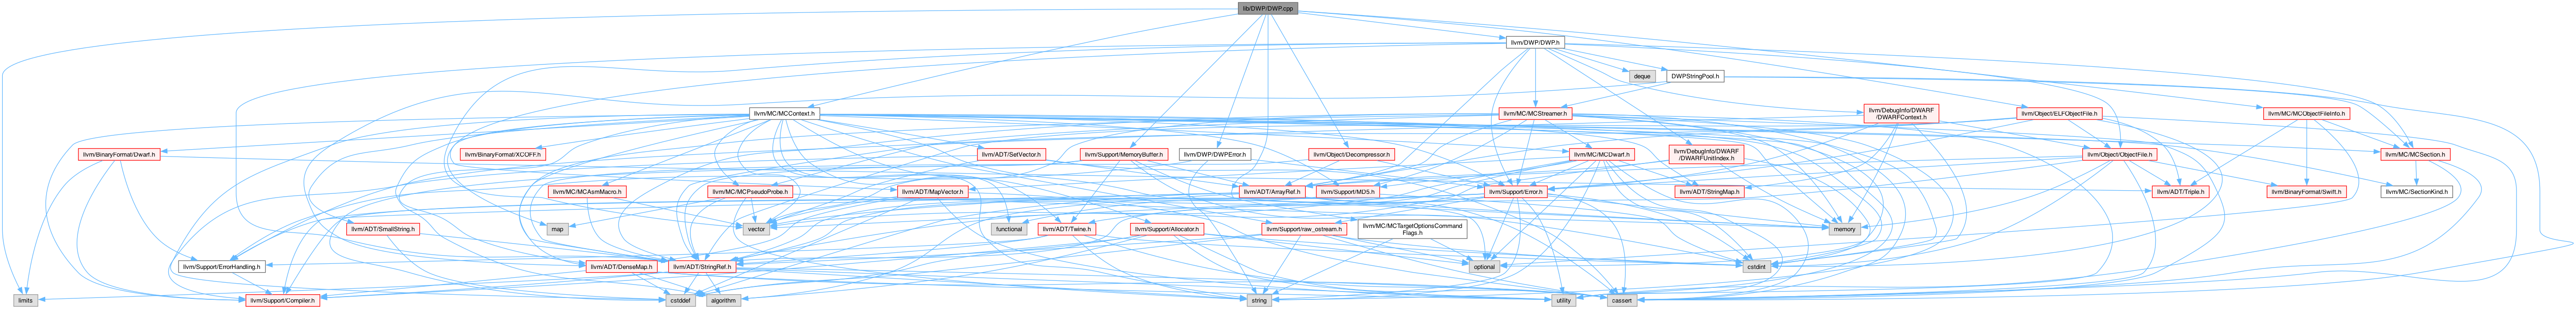 lib/DWP/DWP.cpp
llvm/DWP/DWP.h
deque
DWPStringPool.h
llvm/MC/MCContext.h
llvm/MC/MCStreamer.h
llvm/DebugInfo/DWARF
/DWARFContext.h
llvm/Object/ELFObjectFile.h
llvm/MC/MCObjectFileInfo.h
llvm/BinaryFormat/Dwarf.h
llvm/BinaryFormat/XCOFF.h
llvm/ADT/SetVector.h
llvm/Support/MemoryBuffer.h
llvm/DWP/DWPError.h
llvm/Object/Decompressor.h
llvm/MC/MCDwarf.h
llvm/DebugInfo/DWARF
/DWARFUnitIndex.h
llvm/Object/ObjectFile.h
llvm/MC/MCSection.h
llvm/MC/MCAsmMacro.h
llvm/MC/MCPseudoProbe.h
llvm/ADT/MapVector.h
llvm/ADT/ArrayRef.h
llvm/Support/MD5.h
llvm/Support/Error.h
llvm/ADT/StringMap.h
llvm/ADT/Triple.h
llvm/BinaryFormat/Swift.h
llvm/MC/SectionKind.h
llvm/ADT/SmallString.h
map
vector
functional
llvm/ADT/Twine.h
llvm/Support/Allocator.h
llvm/Support/raw_ostream.h
llvm/MC/MCTargetOptionsCommand
Flags.h
memory
llvm/Support/ErrorHandling.h
llvm/ADT/DenseMap.h
llvm/ADT/StringRef.h
optional
cstdint
limits
llvm/Support/Compiler.h
cstddef
algorithm
string
utility
cassert